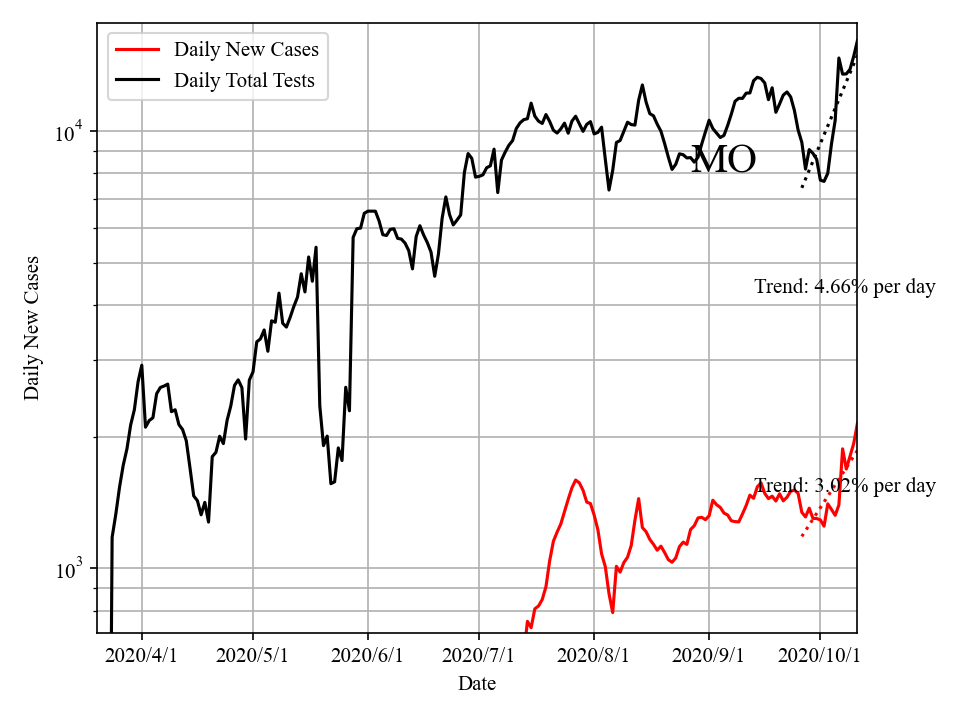 Daily New Cases
Daily Total Tests
10^4
MO
Trend: 4.66% per day
Daily New Cases
Trend: 3.02% per day
10^3
2020/4/1 2020/5/1 2020/6/1 2020/7/1 2020/8/1 2020/9/1 2020/10/1
Date